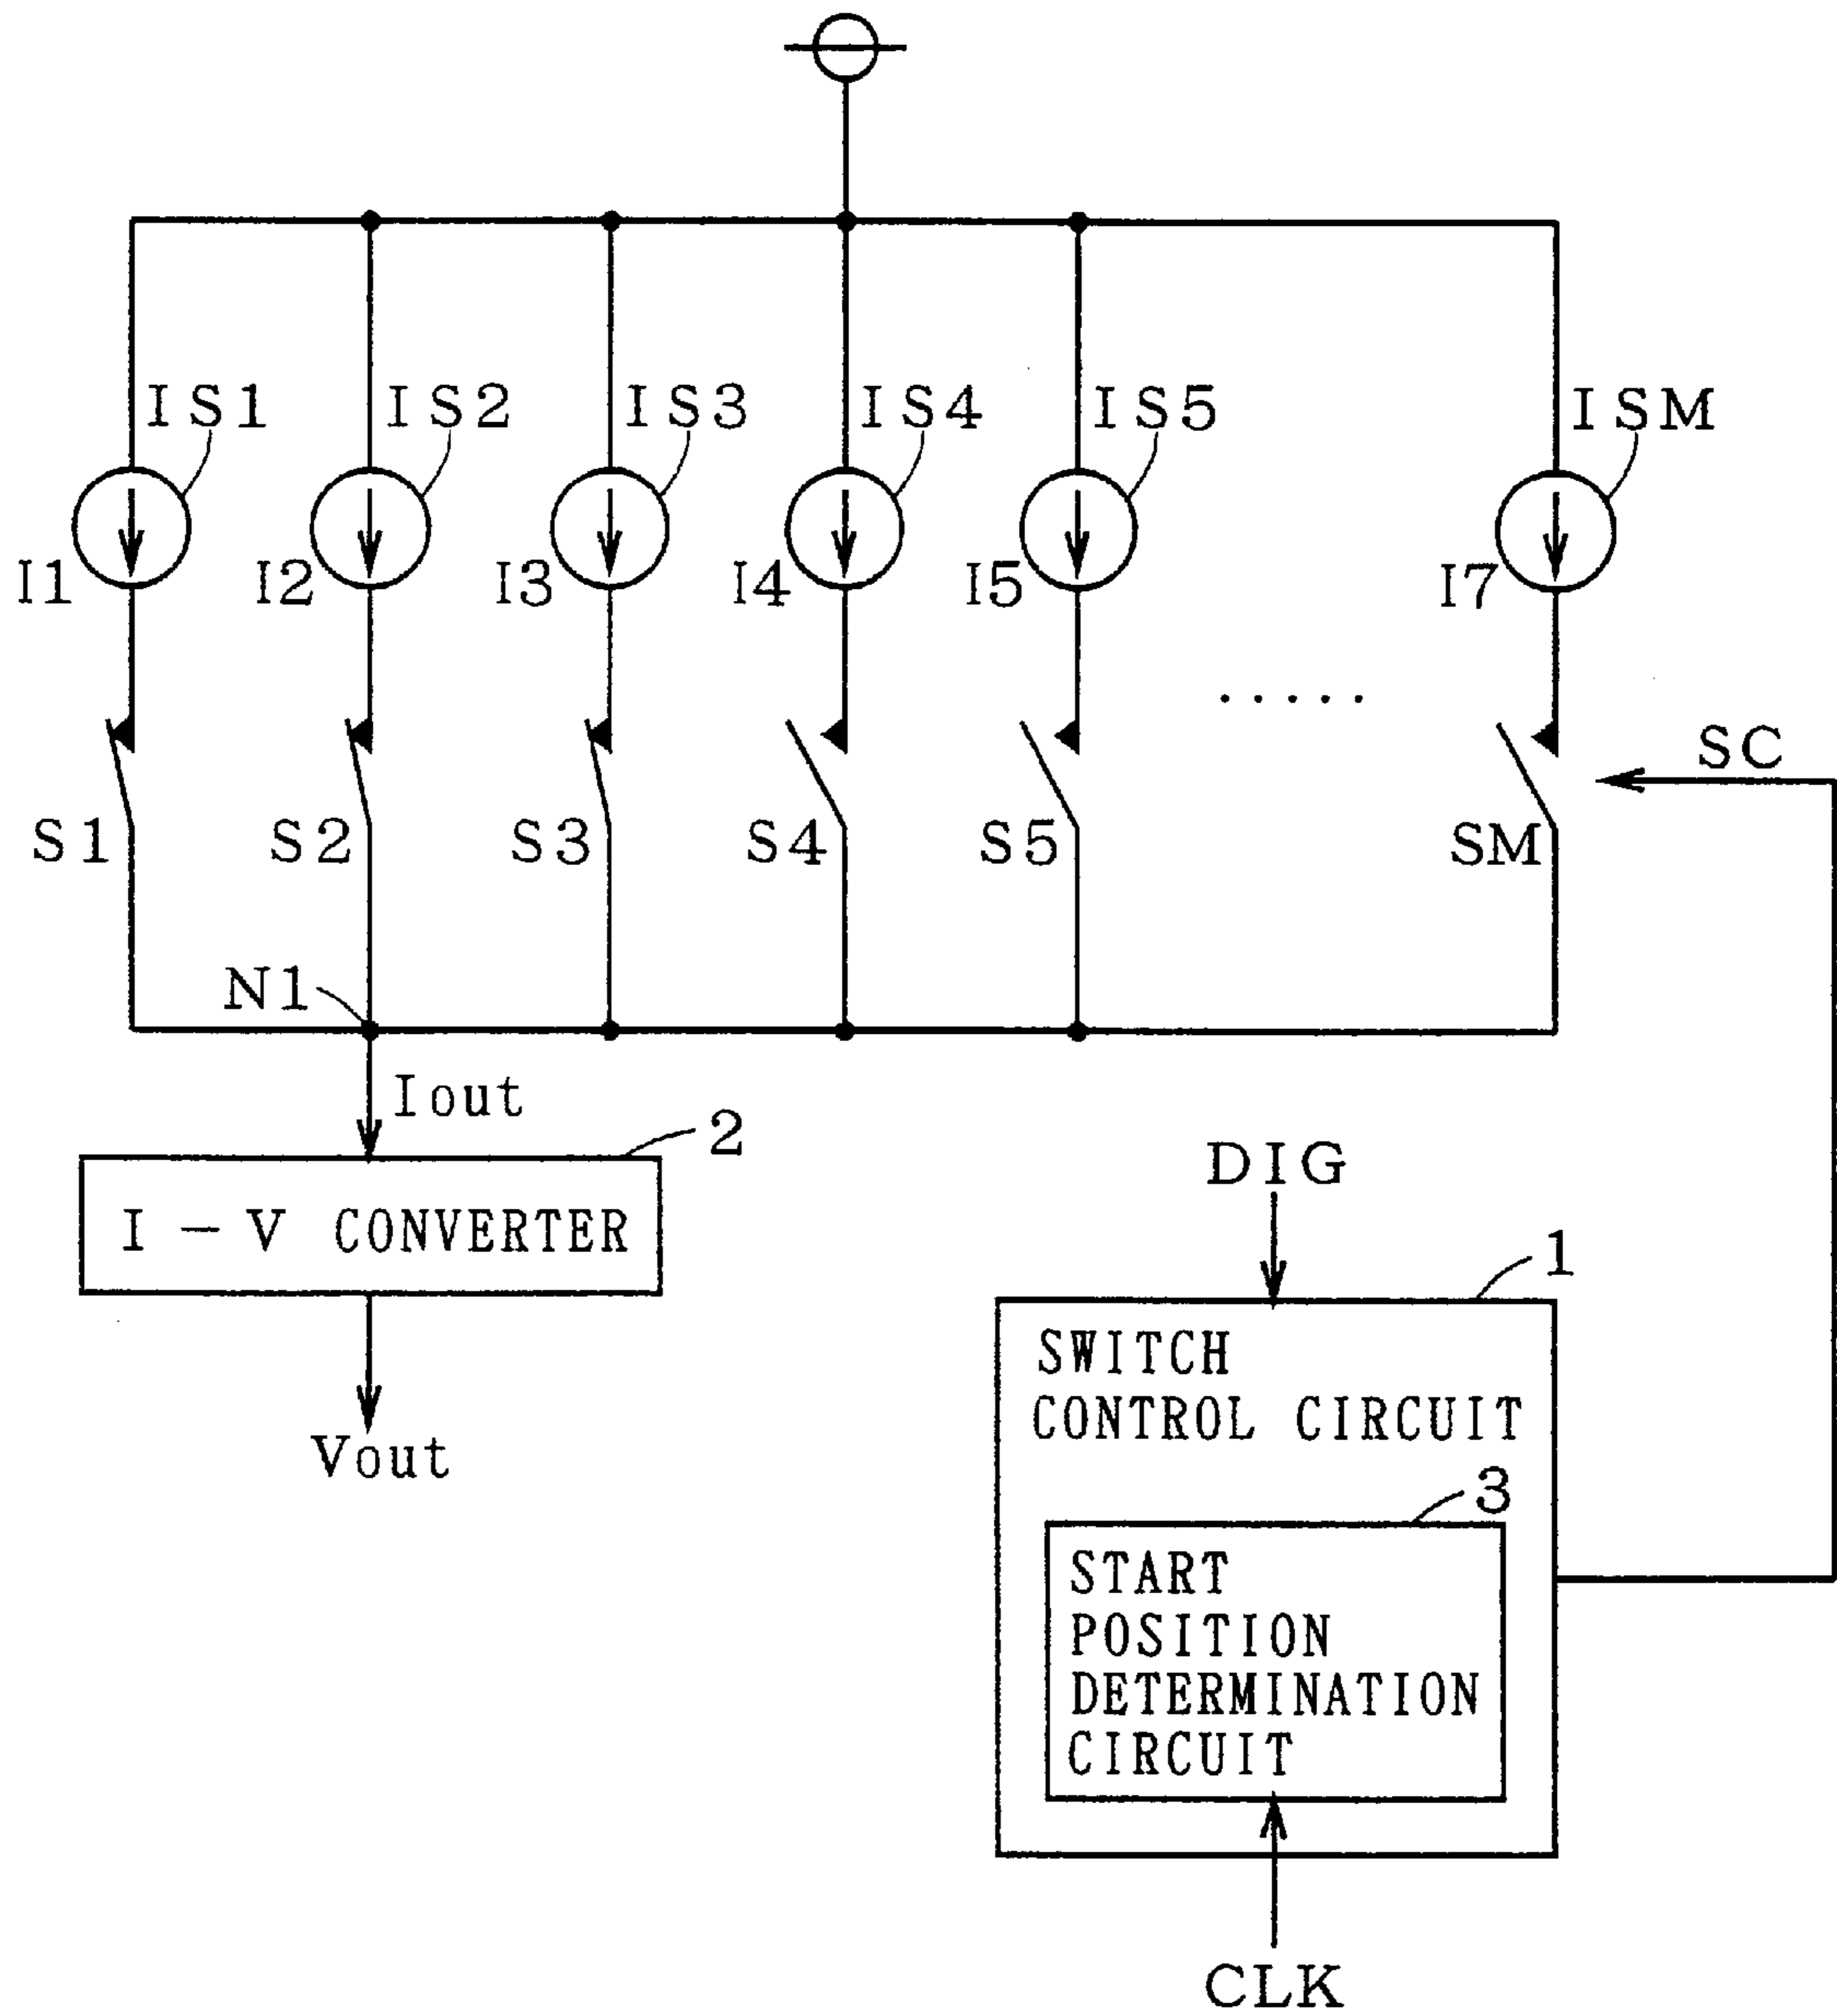 IS1 IS2 IS3 IS4 IS5 ISM
I1 I2 I3 I4 I5 I7
.....
SC
S1 S2 S3 S4 S5 SM
N1
Iout
2
I-V CONVERTER
Vout
DIG
1
SWITCH
CONTROL CIRCUIT
3
START
POSITION
DETERMINATION
CIRCUIT
CLK